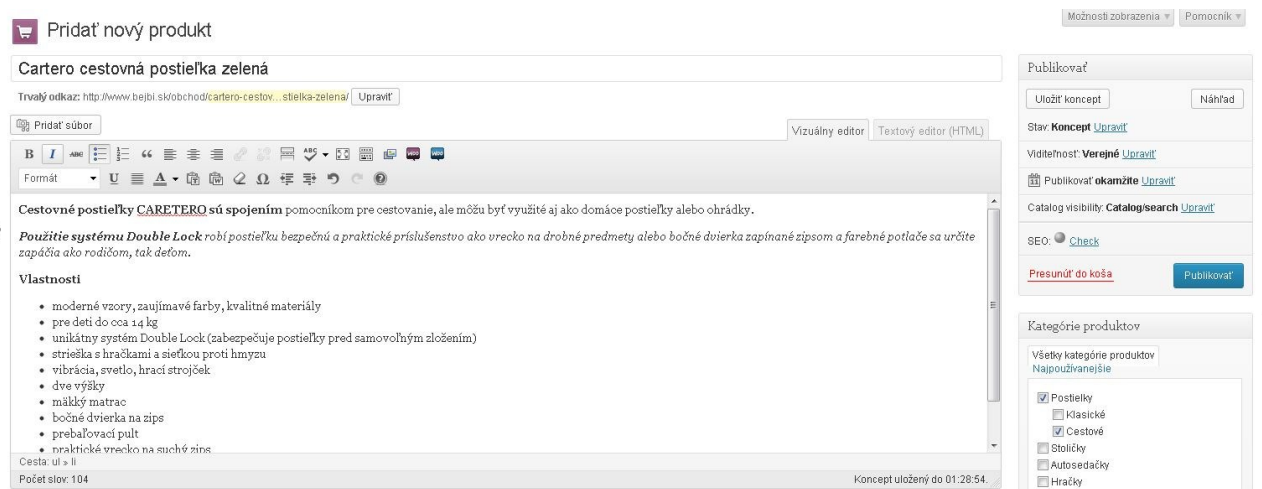 Možnosti zobrazenia
Pomocník
Pridať nový produkt
Cartero cestovná postieľka zelená
Trvalý odkaz: http://www.bejbi.sk/obchod/cartero-cestov...stielka-zelena/ Upraviť
Pridať súbor
Vizuálny editor
Textový editor (HTML)
B I ABC ABC
Formát U A
Cestovné postieľky CARETERO sú spojením pomocníkom pre cestovanie, ale môžu byť využité aj ako domáce postieľky alebo ohrádky.
Použitie systému Double Lock robí postieľku bezpečnú a praktické príslušenstvo ako vrecko na drobné predmety alebo bočné dvierka zapínané zipsom a farebné potlače sa určite
zapáčia ako rodičom, tak deťom.
Vlastnosti
moderné vzory, zaujímavé farby, kvalitné materiály
pre deti do cca 14 kg
unikátny systém Double Lock (zabezpečuje postieľky pred samovoľným zložením)
strieška s hračkami a sieťkou proti hmyzu
vibrácia, svetlo, hrací strojček
dve výšky
mäkký matrac
bočné dvierka na zips
prebaľovací pult
praktické vrecko na suchý zips
Cesta: ul » li
Počet slov: 104
Koncept uložený do 01:28:54.
Publikovať
Uložiť koncept
Náhľad
Stav: Koncept Upraviť
Viditeľnosť: Verejné Upraviť
Publikovať okamžite Upraviť
Catalog visibility: Catalog/search Upraviť
SEO: Check
Presunúť do koša
Publikovať
Kategórie produktov
Všetky kategórie produktov
Najpoužívanejšie
Postielky
Klasické
Cestové
Stoličky
Autosedačky
Hračky